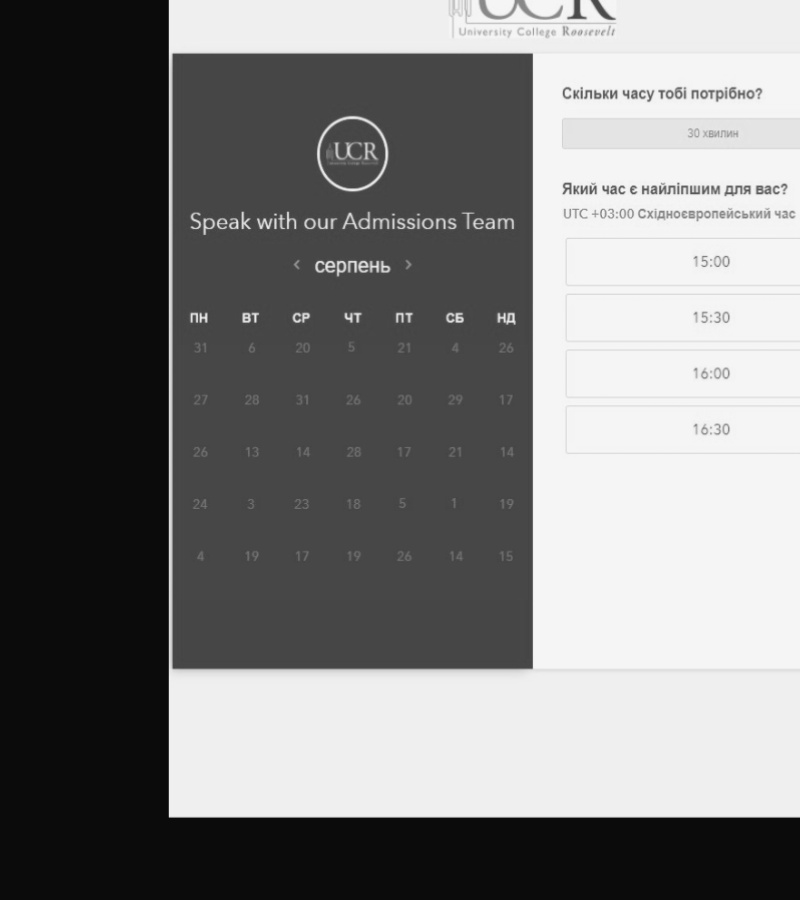 UCR
University College Roosevelt
UCR
Speak with our Admissions Team
< серпень >
ПН ВТ СР ЧТ ПТ СБ НД
31 6 20 5 21 4 26
27 28 31 26 20 29 17
26 13 14 28 17 21 14
24 3 23 18 5 1 19
4 19 17 19 26 14 15
Скільки часу тобі потрібно?
30 хвилин
Який час є найліпшим для вас?
UTC +03:00 Східноєвропейський час
15:00
15:30
16:00
16:30